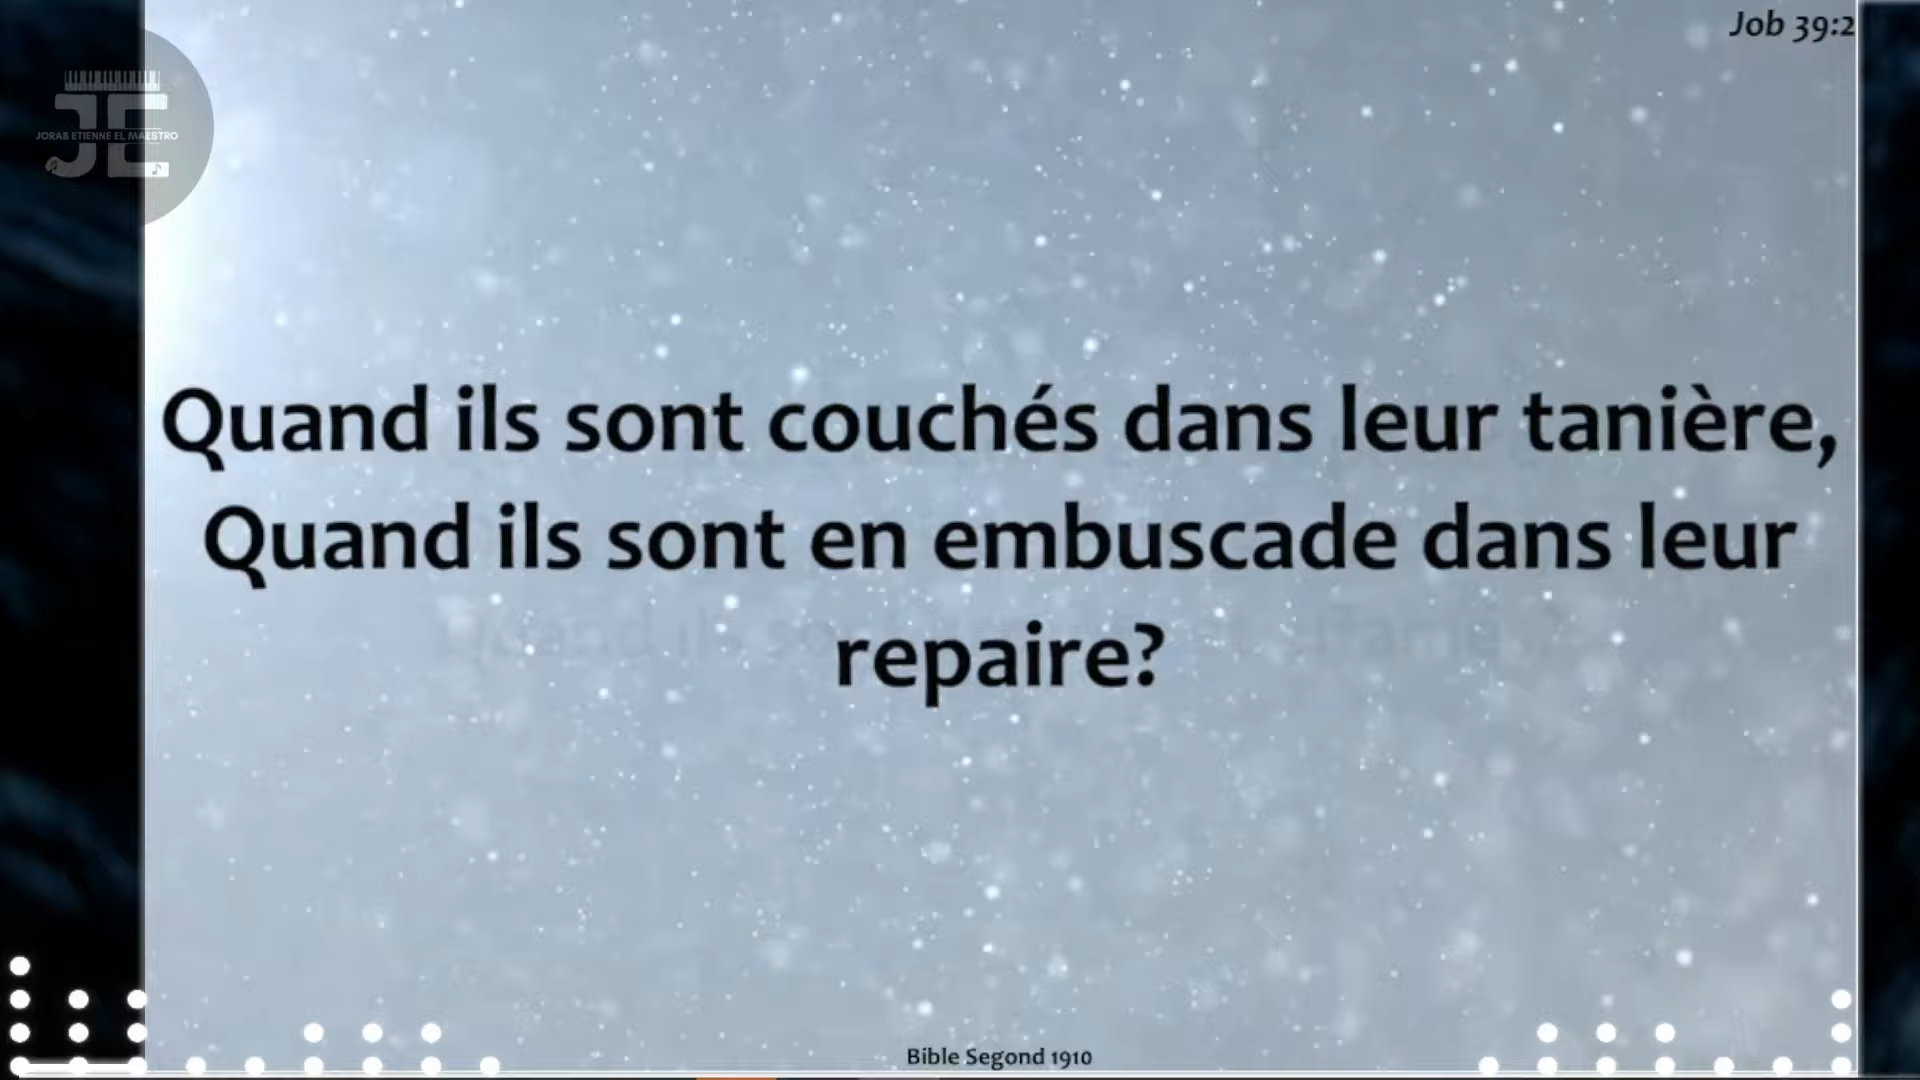 Job 39:2
JORAB ETIENNE EL MAESTRO
JE
Quand ils sont couchés dans leur tanière,
Quand ils sont en embuscade dans leur
repaire?
Bible Segond 1910